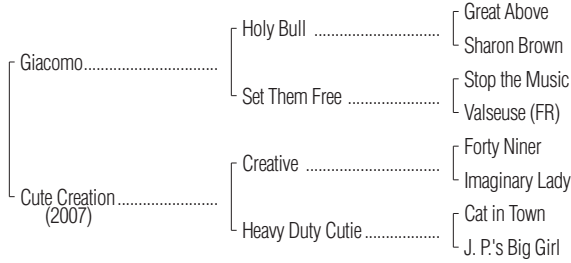 Great Above
Holy Bull ........................
Sharon Brown
Giacomo..............................
Stop the Music
Set Them Free .....................
Valseuse (FR)
Forty Niner
Creative ..............................
Imaginary Lady
Cute Creation ......................
(2007)
Cat in Town
Heavy Duty Cutie .................
J. P.'s Big Girl